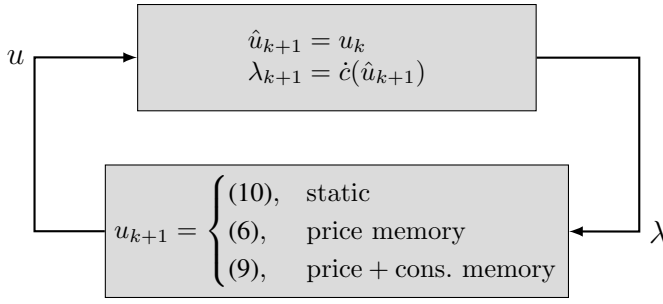 û_{k+1} = u_k
u
λ_{k+1} = ċ(û_{k+1})
(10), static
u_{k+1} = { (6), price memory
λ
(9), price + cons. memory